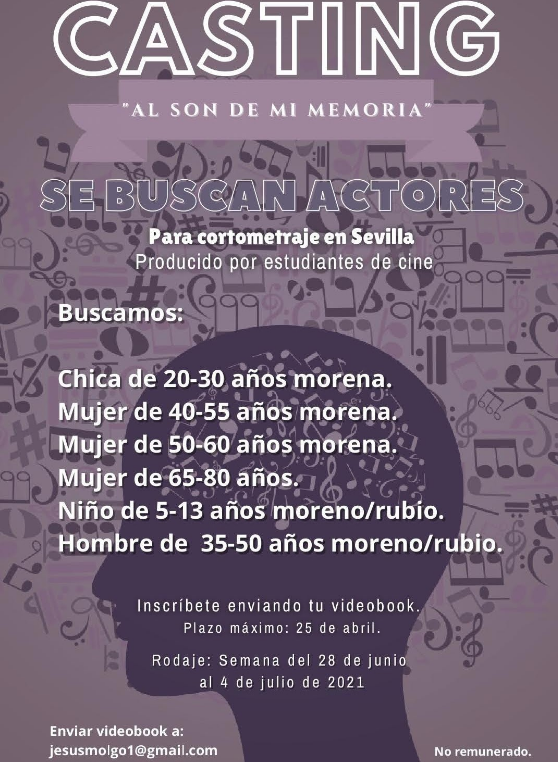 CASTING
"AL SON DE MI MEMORIA"
SE BUSCAN ACTORES
Para cortometraje en Sevilla
Producido por estudiantes de cine
Buscamos:
Chica de 20-30 años morena.
Mujer de 40-55 años morena.
Mujer de 50-60 años morena.
Mujer de 65-80 años.
Niño de 5-13 años moreno/rubio.
Hombre de 35-50 años moreno/rubio.
Inscríbete enviando tu videobook.
Plazo máximo: 25 de abril.
Rodaje: Semana del 28 de junio
al 4 de julio de 2021
Enviar videobook a:
jesusmolgo1@gmail.com
No remunerado.